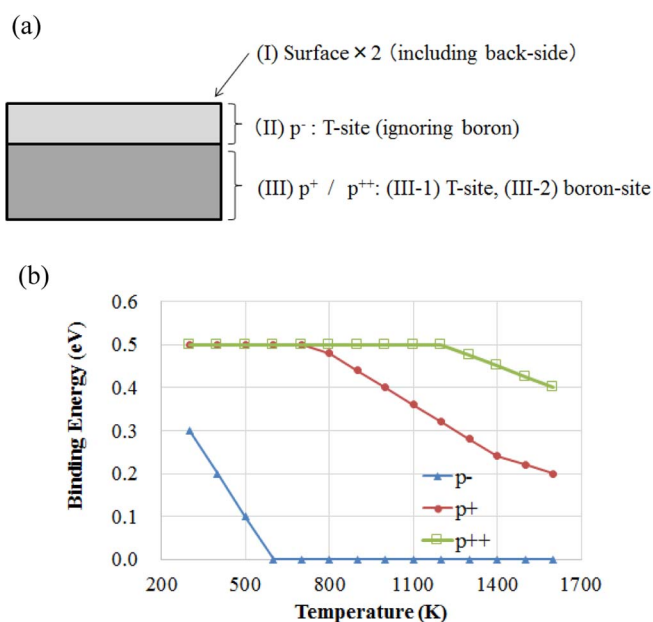 (a)
(I) Surface×2 (including back-side)
(II) p⁻ : T-site (ignoring boron)
(III) p⁺ / p⁺⁺: (III-1) T-site, (III-2) boron-site
(b)
0.6
0.5
0.4
0.3
0.2
0.1
0.0
Binding Energy (eV)
p-
p+
p++
200 500 800 1100 1400 1700
Temperature (K)